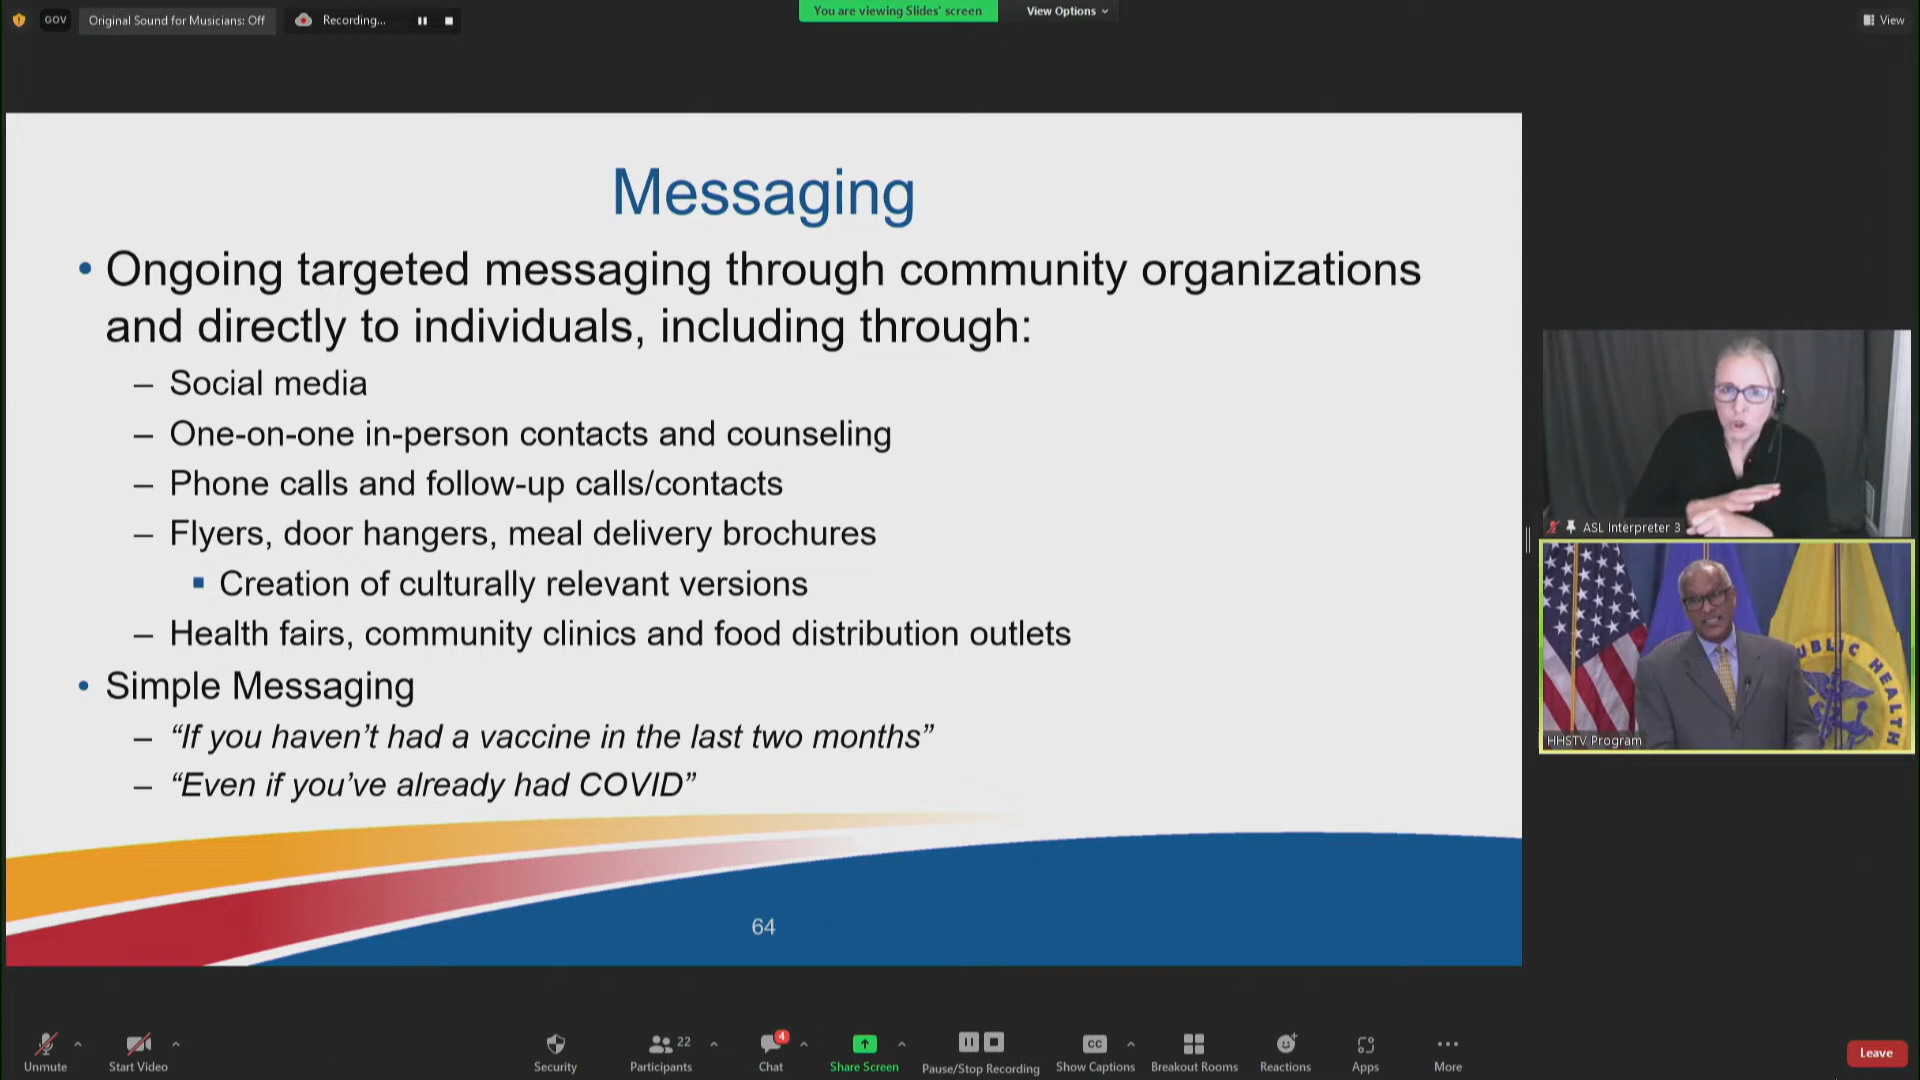 GOV
Original Sound for Musicians: Off
Recording...
You are viewing Slides' screen
View Options
View
Messaging
• Ongoing targeted messaging through community organizations
and directly to individuals, including through:
– Social media
– One-on-one in-person contacts and counseling
– Phone calls and follow-up calls/contacts
– Flyers, door hangers, meal delivery brochures
▪ Creation of culturally relevant versions
– Health fairs, community clinics and food distribution outlets
• Simple Messaging
– “If you haven’t had a vaccine in the last two months”
– “Even if you’ve already had COVID”
64
ASL Interpreter 3
UBLIC HEALTH
HHSTV Program
Unmute
Start Video
Security
Participants
22
Chat
4
Share Screen
Pause/Stop Recording
CC
Show Captions
Breakout Rooms
Reactions
Apps
More
Leave